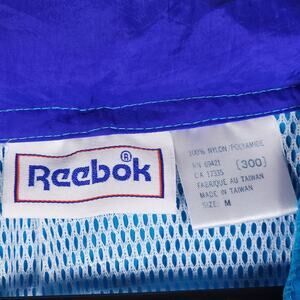 Reebok®
100% NYLON / POLYAMIDE
RN 69421 (300)
CA 17335
FABRIQUE AU TAIWAN
MADE IN TAIWAN
SIZE: M